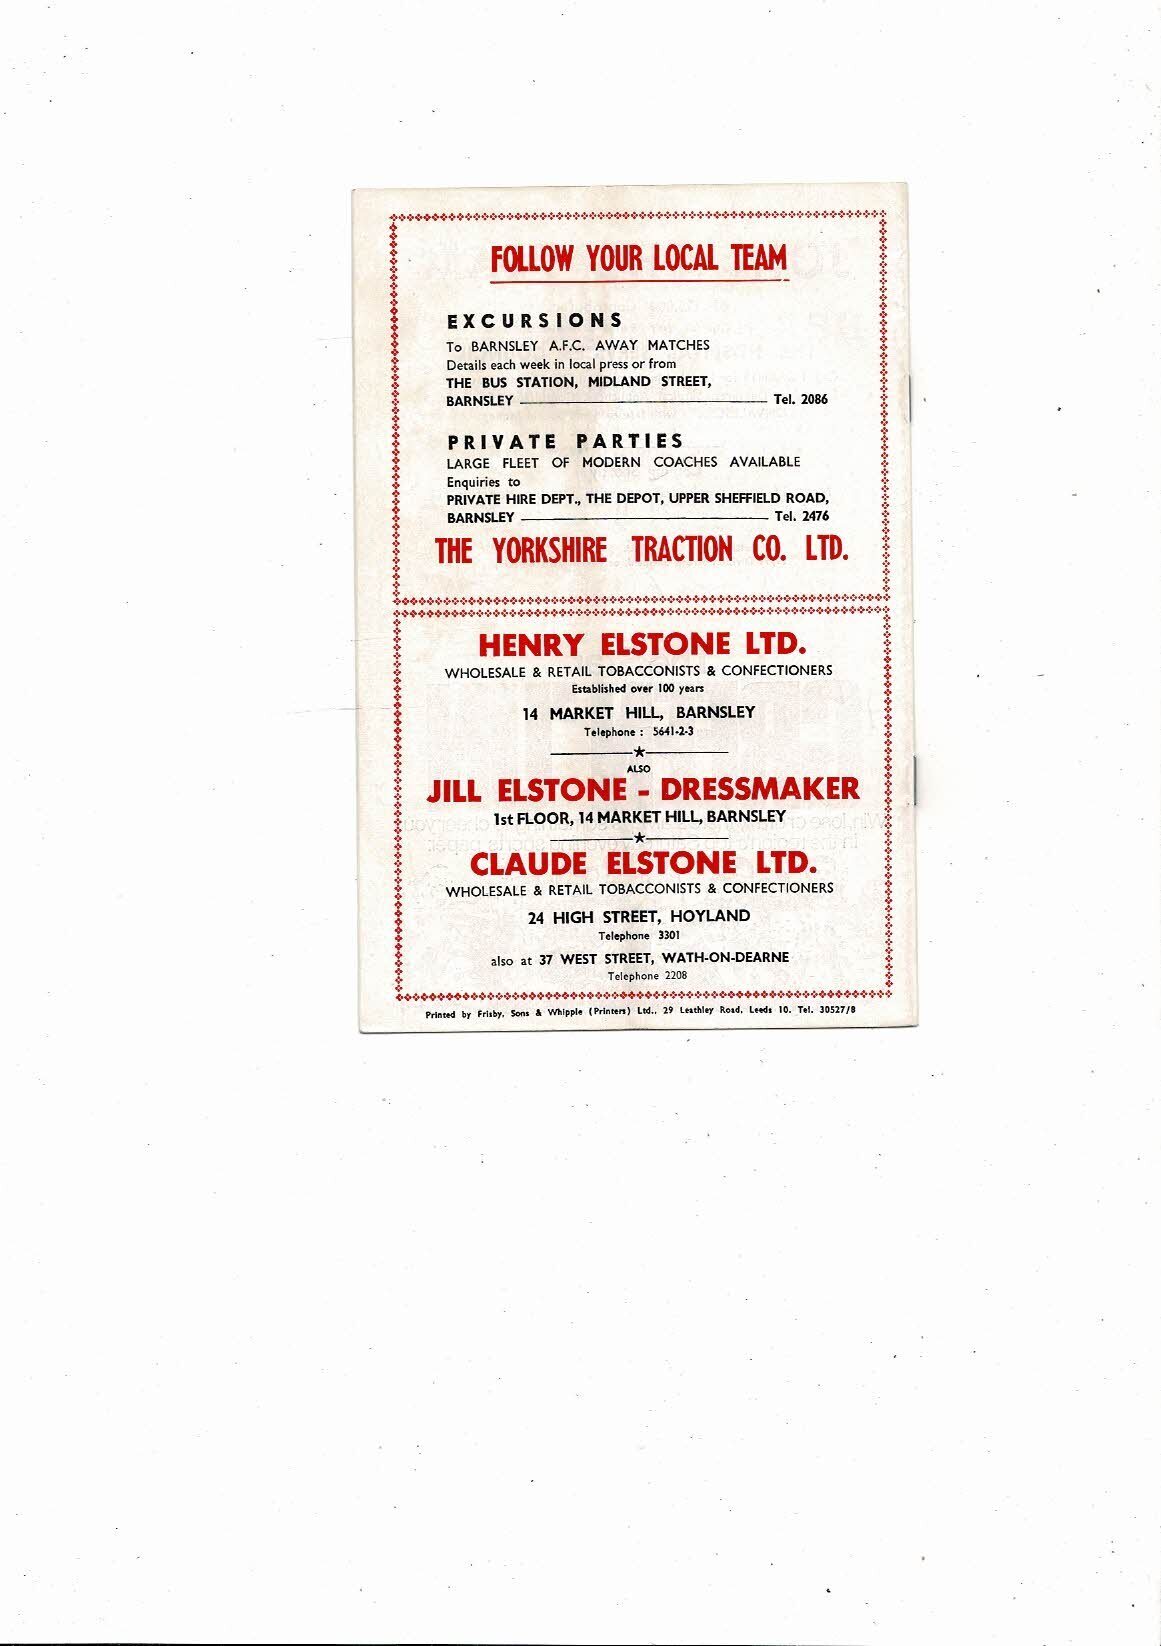 FOLLOW YOUR LOCAL TEAM
EXCURSIONS
To BARNSLEY A.F.C. AWAY MATCHES
Details each week in local press or from
THE BUS STATION, MIDLAND STREET,
BARNSLEY Tel. 2086
PRIVATE PARTIES
LARGE FLEET OF MODERN COACHES AVAILABLE
Enquiries to
PRIVATE HIRE DEPT., THE DEPOT, UPPER SHEFFIELD ROAD,
BARNSLEY Tel. 2476
THE YORKSHIRE TRACTION CO. LTD.
HENRY ELSTONE LTD.
WHOLESALE & RETAIL TOBACCONISTS & CONFECTIONERS
Established over 100 years
14 MARKET HILL, BARNSLEY
Telephone : 5641-2-3
ALSO
JILL ELSTONE - DRESSMAKER
1st FLOOR, 14 MARKET HILL, BARNSLEY
CLAUDE ELSTONE LTD.
WHOLESALE & RETAIL TOBACCONISTS & CONFECTIONERS
24 HIGH STREET, HOYLAND
Telephone 3301
also at 37 WEST STREET, WATH-ON-DEARNE
Telephone 2208
Printed by Frisby, Sons & Whipple (Printers) Ltd., 29 Leathley Road, Leeds 10. Tel. 30527/8